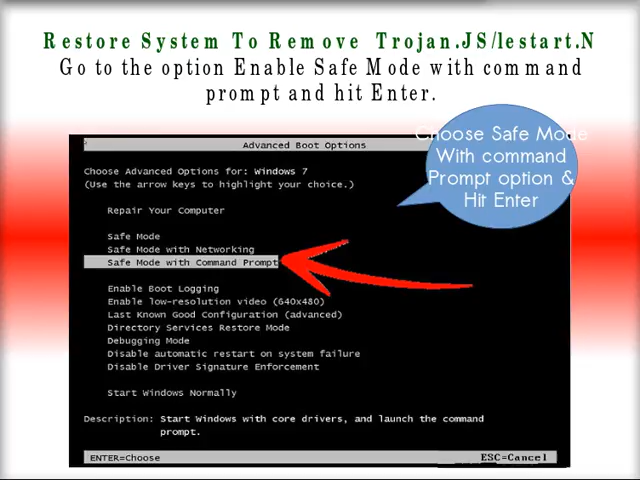 Restore System To Remove Trojan.JS/lestart.N
Go to the option Enable Safe Mode with command
prompt and hit Enter.
Choose Safe Mode
With command
Prompt option &
Hit Enter
Advanced Boot Options
Choose Advanced Options for: Windows 7
(Use the arrow keys to highlight your choice.)
Repair Your Computer
Safe Mode
Safe Mode with Networking
Safe Mode with Command Prompt
Enable Boot Logging
Enable low-resolution video (640x480)
Last Known Good Configuration (advanced)
Directory Services Restore Mode
Debugging Mode
Disable automatic restart on system failure
Disable Driver Signature Enforcement
Start Windows Normally
Description: Start Windows with core drivers, and launch the command
prompt.
ENTER=Choose ESC=Cancel